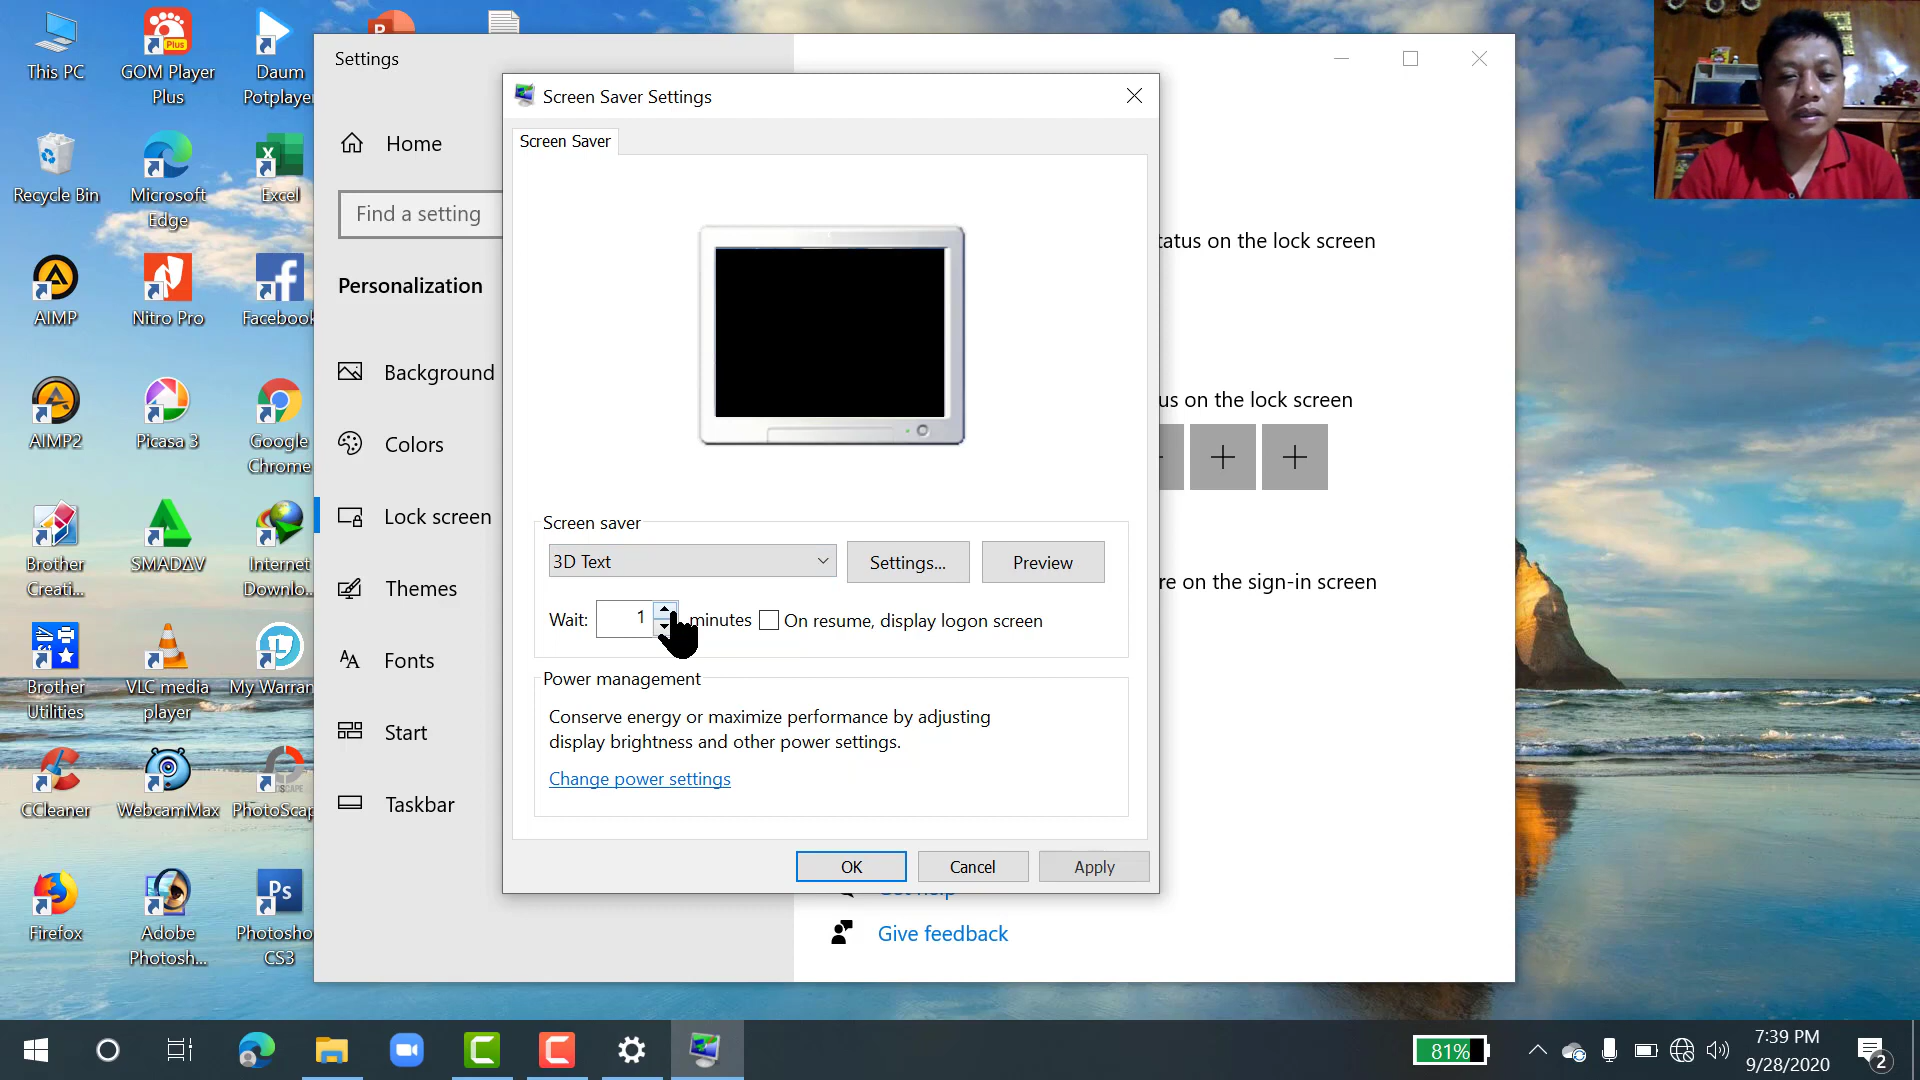 This PC
GOM Player
Plus
Daum
Potplayer
Recycle Bin
Microsoft
Edge
Excel
AIMP
Nitro Pro
Facebook
AIMP2
Picasa 3
Google
Chrome
Brother
Creati...
SMADΔV
Internet
Downlo...
Brother
Utilities
VLC media
player
My Warran
CCleaner
WebcamMax
PhotoScap
Firefox
Adobe
Photosh...
Photosho
CS3
Settings
Home
Find a setting
Personalization
Background
Colors
Lock screen
Themes
Fonts
Start
Taskbar
Screen Saver Settings
Screen Saver
Screen saver
3D Text
Settings...
Preview
Wait:
1
minutes
On resume, display logon screen
Power management
Conserve energy or maximize performance by adjusting
display brightness and other power settings.
Change power settings
OK
Cancel
Apply
tatus on the lock screen
us on the lock screen
re on the sign-in screen
Get help
Give feedback
81%
7:39 PM
9/28/2020
2